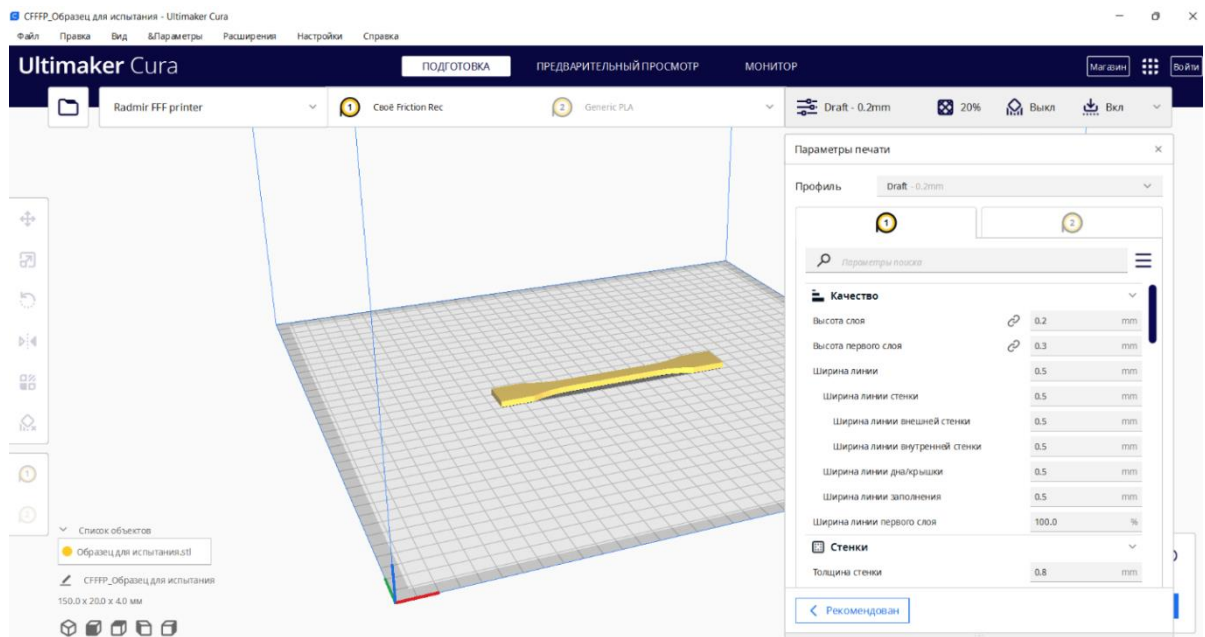 CFFFP_Образец для испытания - Ultimaker Cura
Файл Правка Вид &Параметры Расширения Настройки Справка
Ultimaker Cura ПОДГОТОВКА ПРЕДВАРИТЕЛЬНЫЙ ПРОСМОТР МОНИТОР Магазин Войти
Radmir FFF printer 1 Своё Friction Rec 2 Generic PLA Draft - 0.2mm 20% Выкл Вкл
Параметры печати
Профиль Draft - 0.2mm
1 2
Параметры поиска
Качество
Высота слоя 0.2 mm
Высота первого слоя 0.3 mm
Ширина линии 0.5 mm
Ширина линии стенки 0.5 mm
Ширина линии внешней стенки 0.5 mm
Ширина линии внутренней стенки 0.5 mm
Ширина линии дна/крышки 0.5 mm
Ширина линии заполнения 0.5 mm
Ширина линии первого слоя 100.0 %
Стенки
Толщина стенки 0.8 mm
Рекомендован
1
2
Список объектов
Образец для испытания.stl
CFFFP_Образец для испытания
150.0 x 20.0 x 4.0 мм